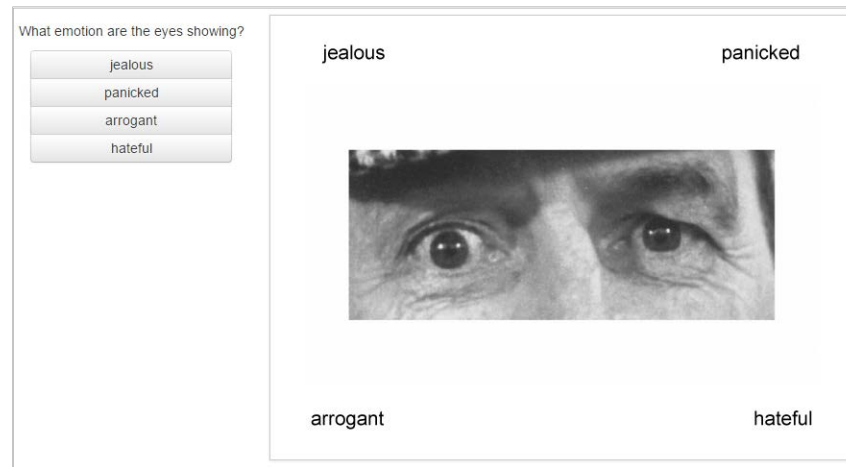 What emotion are the eyes showing?
jealous
panicked
arrogant
hateful
jealous
panicked
arrogant
hateful